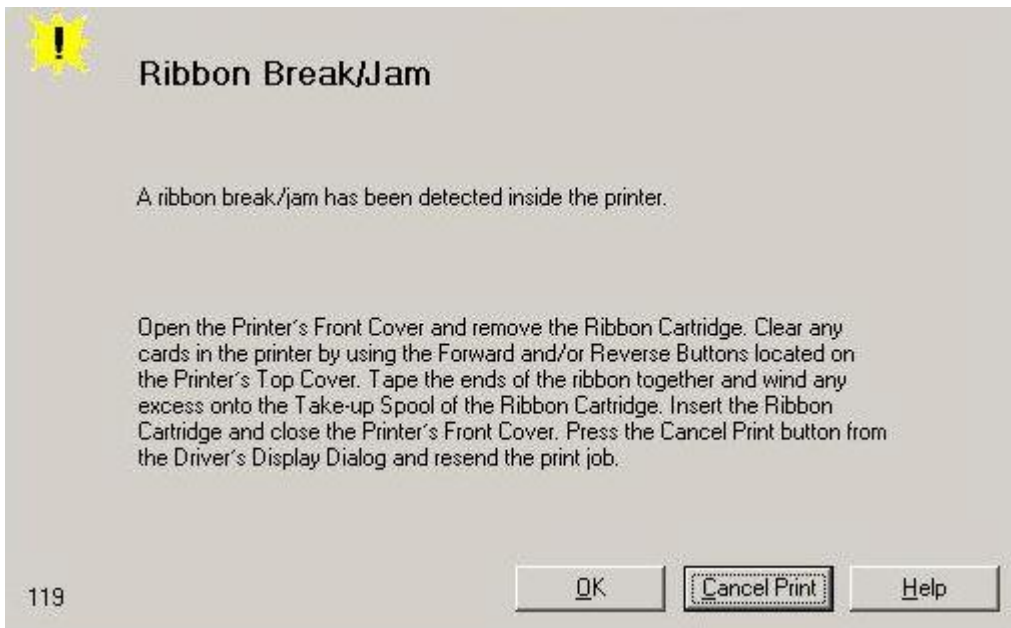 !
Ribbon Break/Jam
A ribbon break/jam has been detected inside the printer.
Open the Printer´s Front Cover and remove the Ribbon Cartridge. Clear any
cards in the printer by using the Forward and/or Reverse Buttons located on
the Printer´s Top Cover. Tape the ends of the ribbon together and wind any
excess onto the Take-up Spool of the Ribbon Cartridge. Insert the Ribbon
Cartridge and close the Printer´s Front Cover. Press the Cancel Print button from
the Driver´s Display Dialog and resend the print job.
119 OK Cancel Print Help